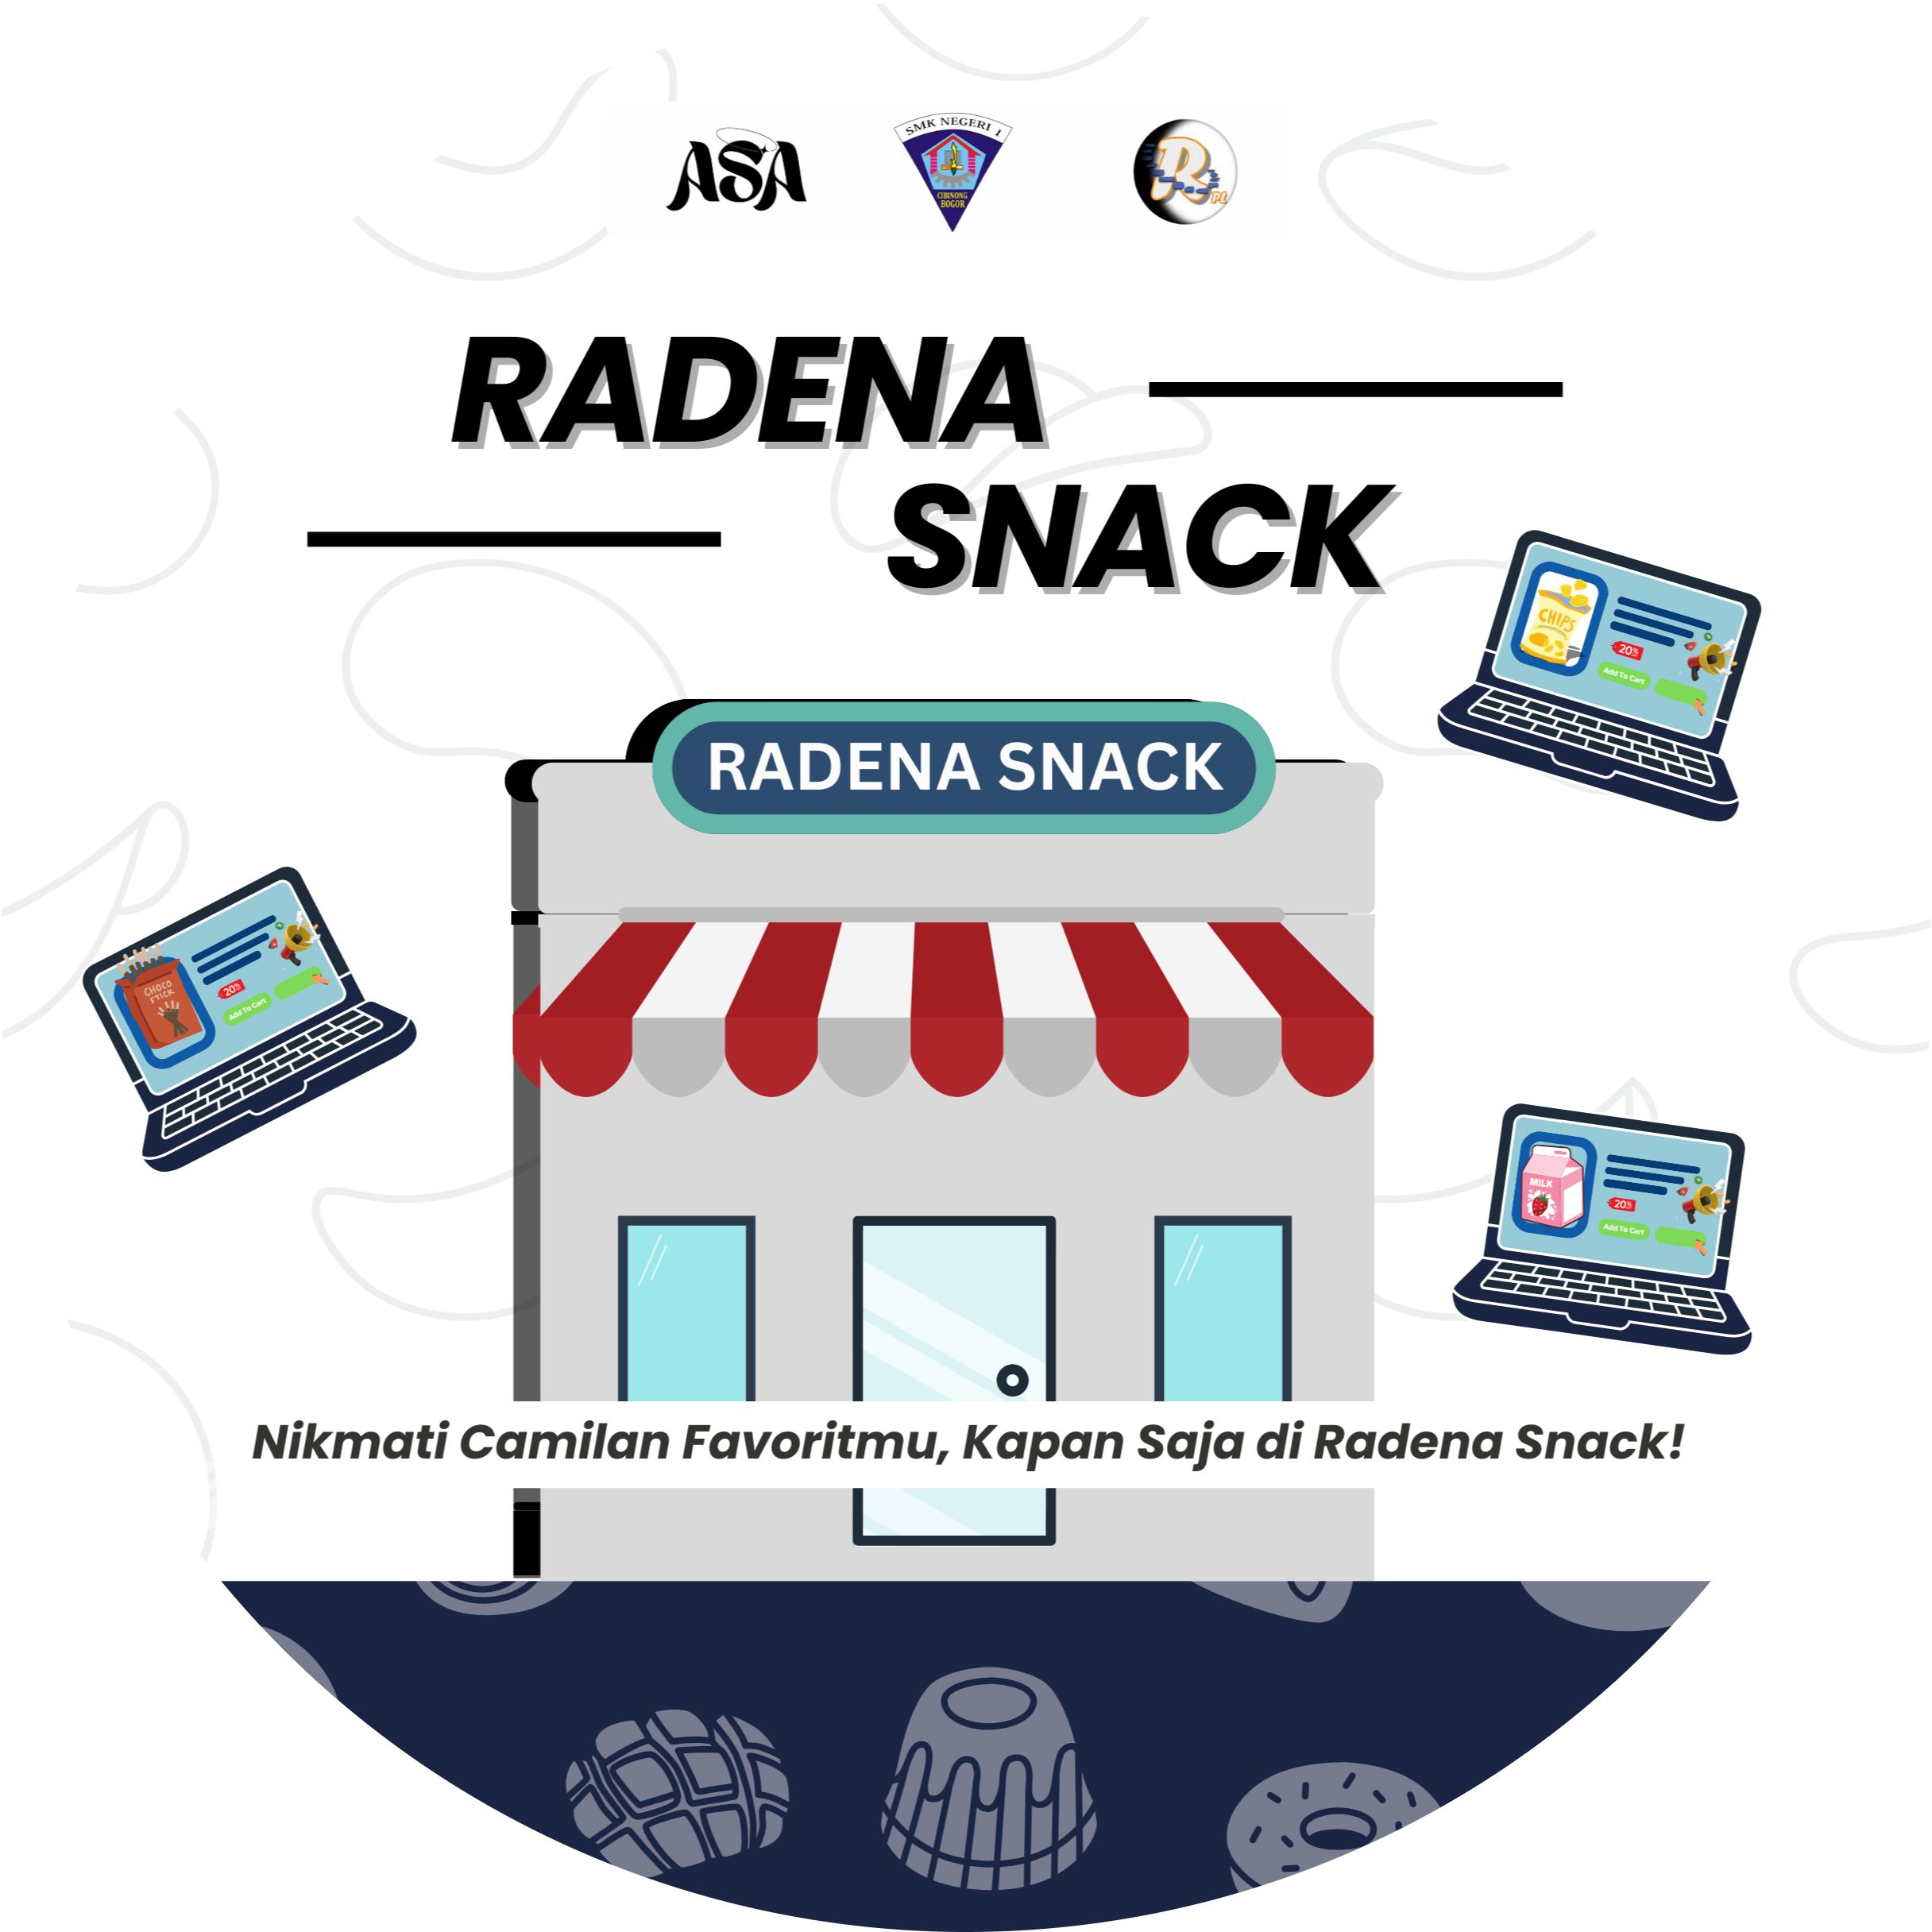 ASA
SMK NEGERI 1
CIBINONG
BOGOR
R
PL
RADENA
SNACK
CHIPS
20%
Add To Cart
RADENA SNACK
CHOCO
STICK
20%
Add To Cart
MILK
20%
Add To Cart
Nikmati Camilan Favoritmu, Kapan Saja di Radena Snack!